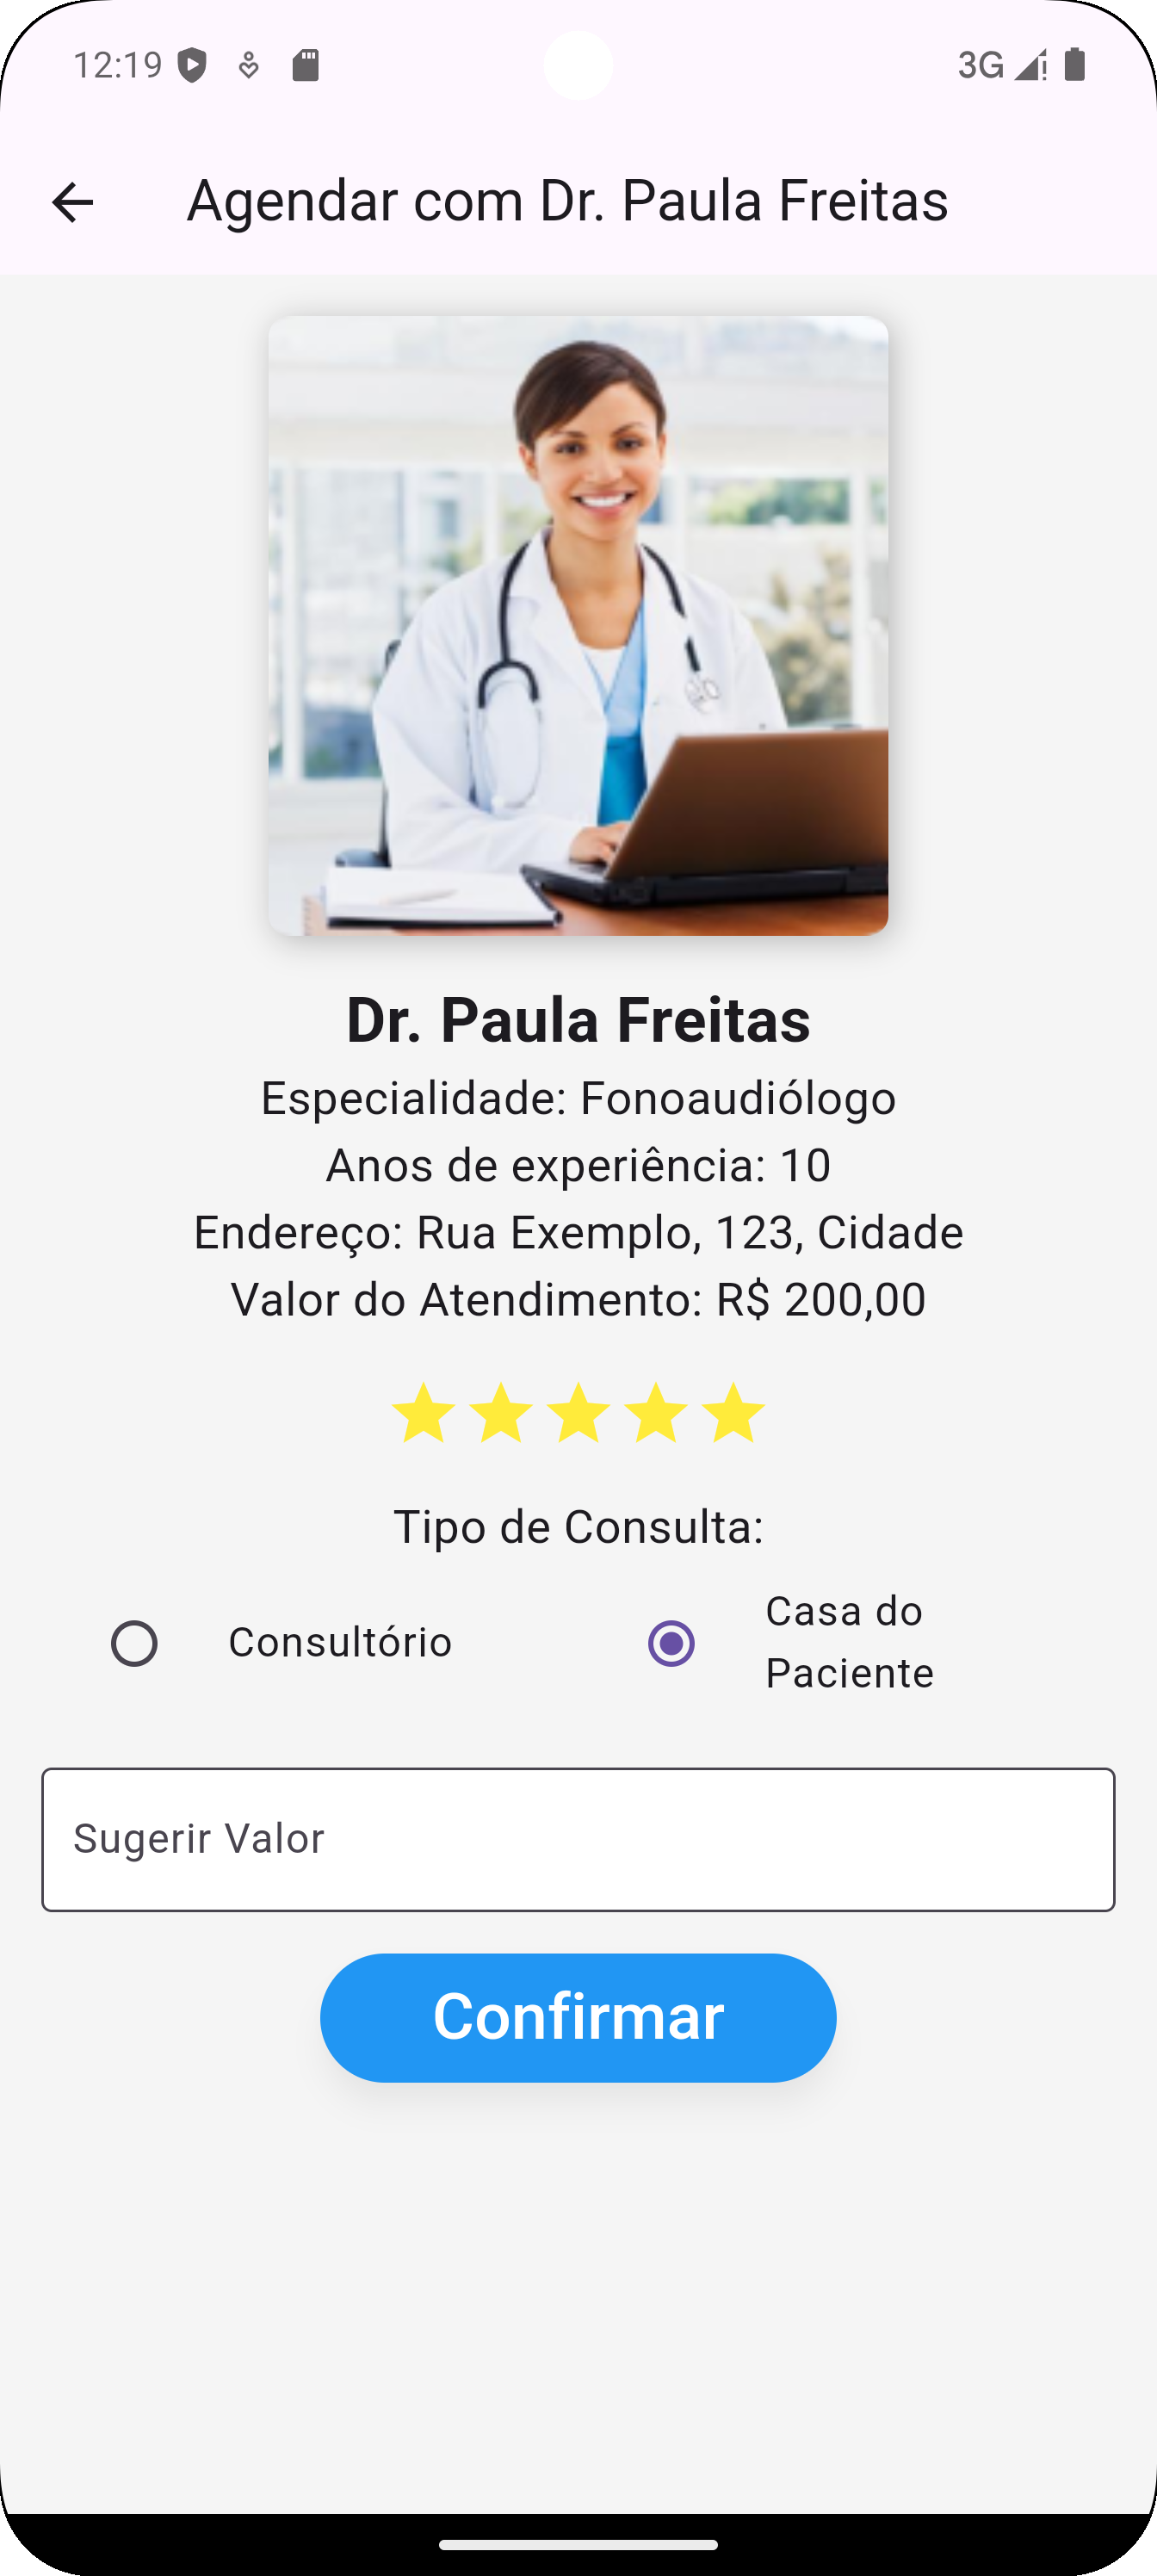 12:19
3G
Agendar com Dr. Paula Freitas
Dr. Paula Freitas
Especialidade: Fonoaudiólogo
Anos de experiência: 10
Endereço: Rua Exemplo, 123, Cidade
Valor do Atendimento: R$ 200,00
Tipo de Consulta:
Consultório
Casa do
Paciente
Sugerir Valor
Confirmar